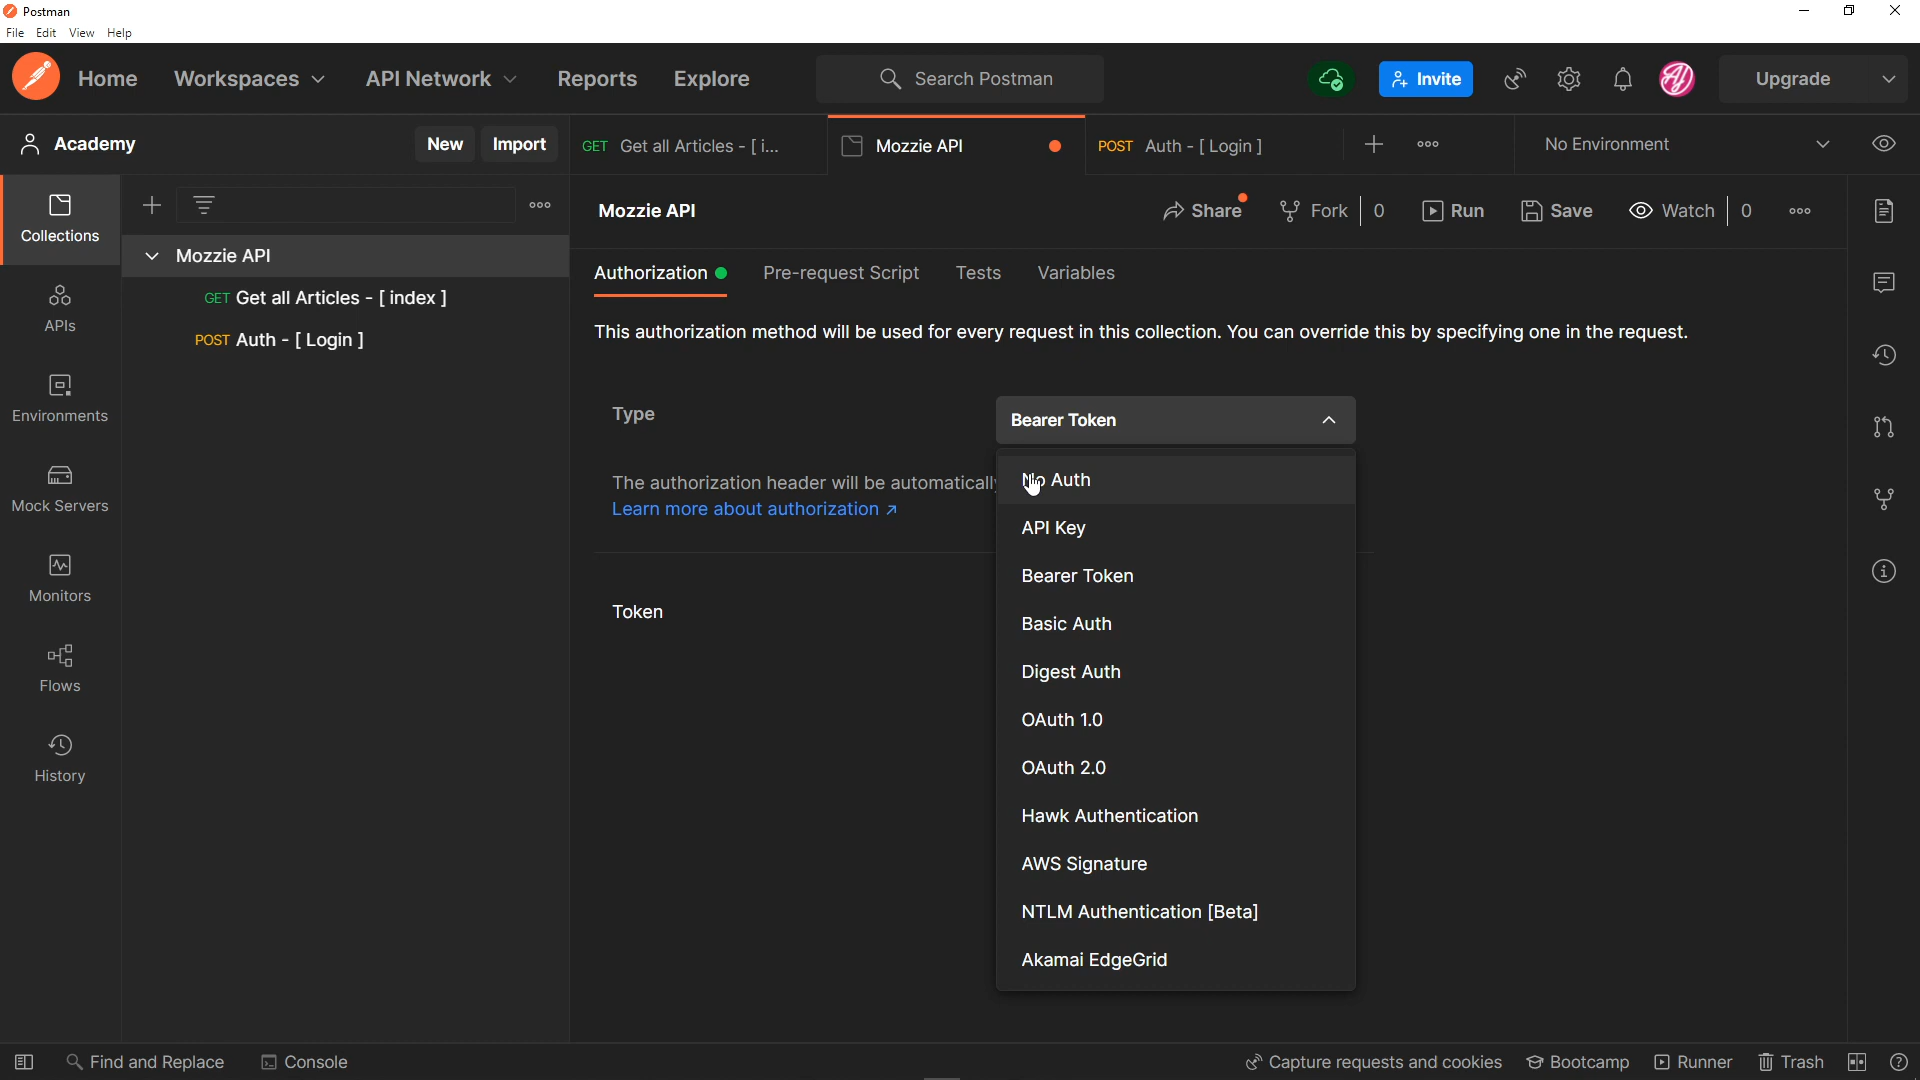 Postman
File Edit View Help
Home Workspaces API Network Reports Explore Search Postman Invite Upgrade
Academy New Import GET Get all Articles - [ i... Mozzie API POST Auth - [ Login ] No Environment
Collections
APIs
Environments
Mock Servers
Monitors
Flows
History
Mozzie API
GET Get all Articles - [ index ]
POST Auth - [ Login ]
Mozzie API Share Fork 0 Run Save Watch 0
Authorization Pre-request Script Tests Variables
This authorization method will be used for every request in this collection. You can override this by specifying one in the request.
Type Bearer Token
The authorization header will be automatically
Learn more about authorization ↗
Token
No Auth
API Key
Bearer Token
Basic Auth
Digest Auth
OAuth 1.0
OAuth 2.0
Hawk Authentication
AWS Signature
NTLM Authentication [Beta]
Akamai EdgeGrid
Find and Replace Console Capture requests and cookies Bootcamp Runner Trash